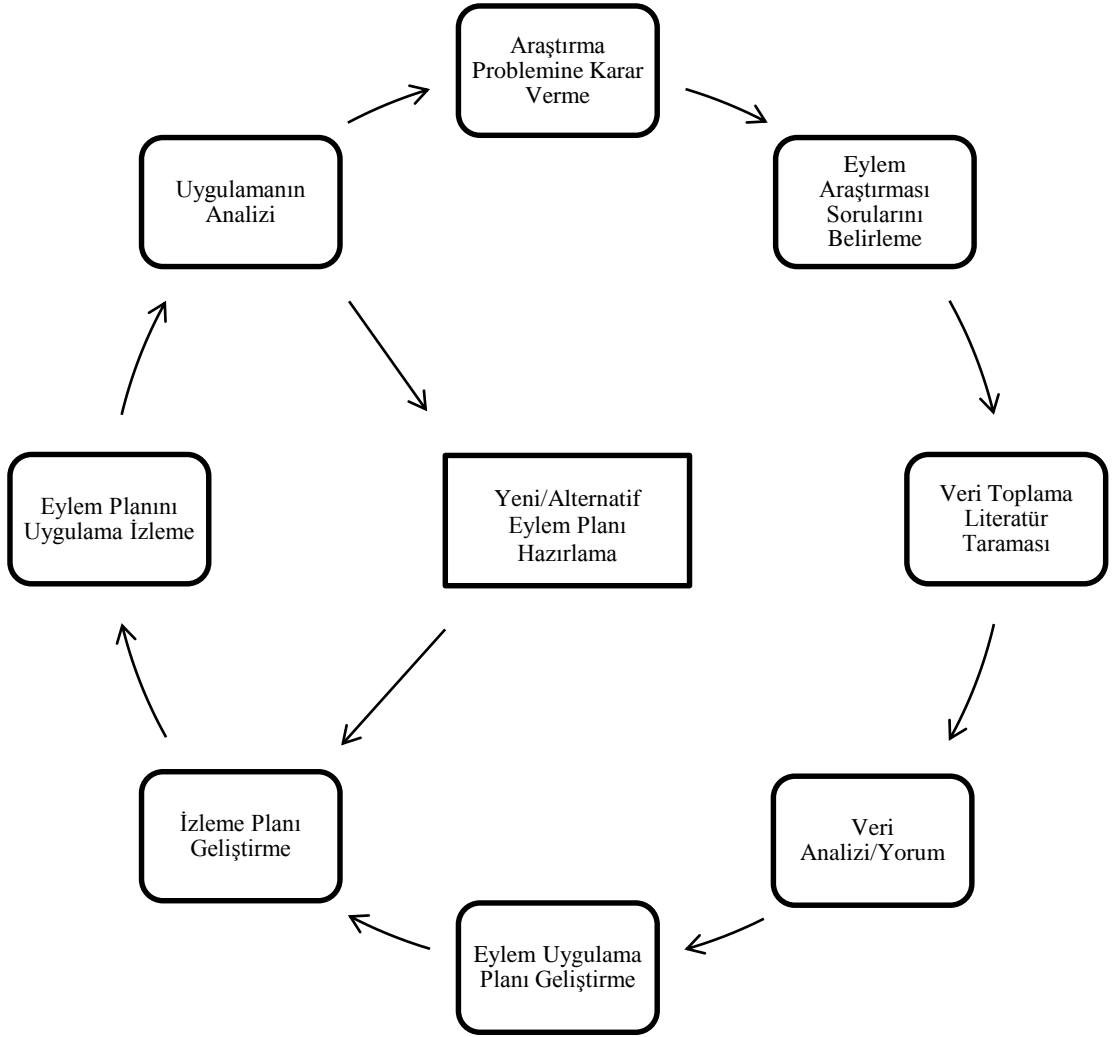 Araştırma
Problemine Karar
Verme
Eylem
Araştırması
Sorularını
Belirleme
Veri Toplama
Literatür
Taraması
Veri
Analizi/Yorum
Eylem Uygulama
Planı Geliştirme
İzleme Planı
Geliştirme
Eylem Planını
Uygulama İzleme
Uygulamanın
Analizi
Yeni/Alternatif
Eylem Planı
Hazırlama